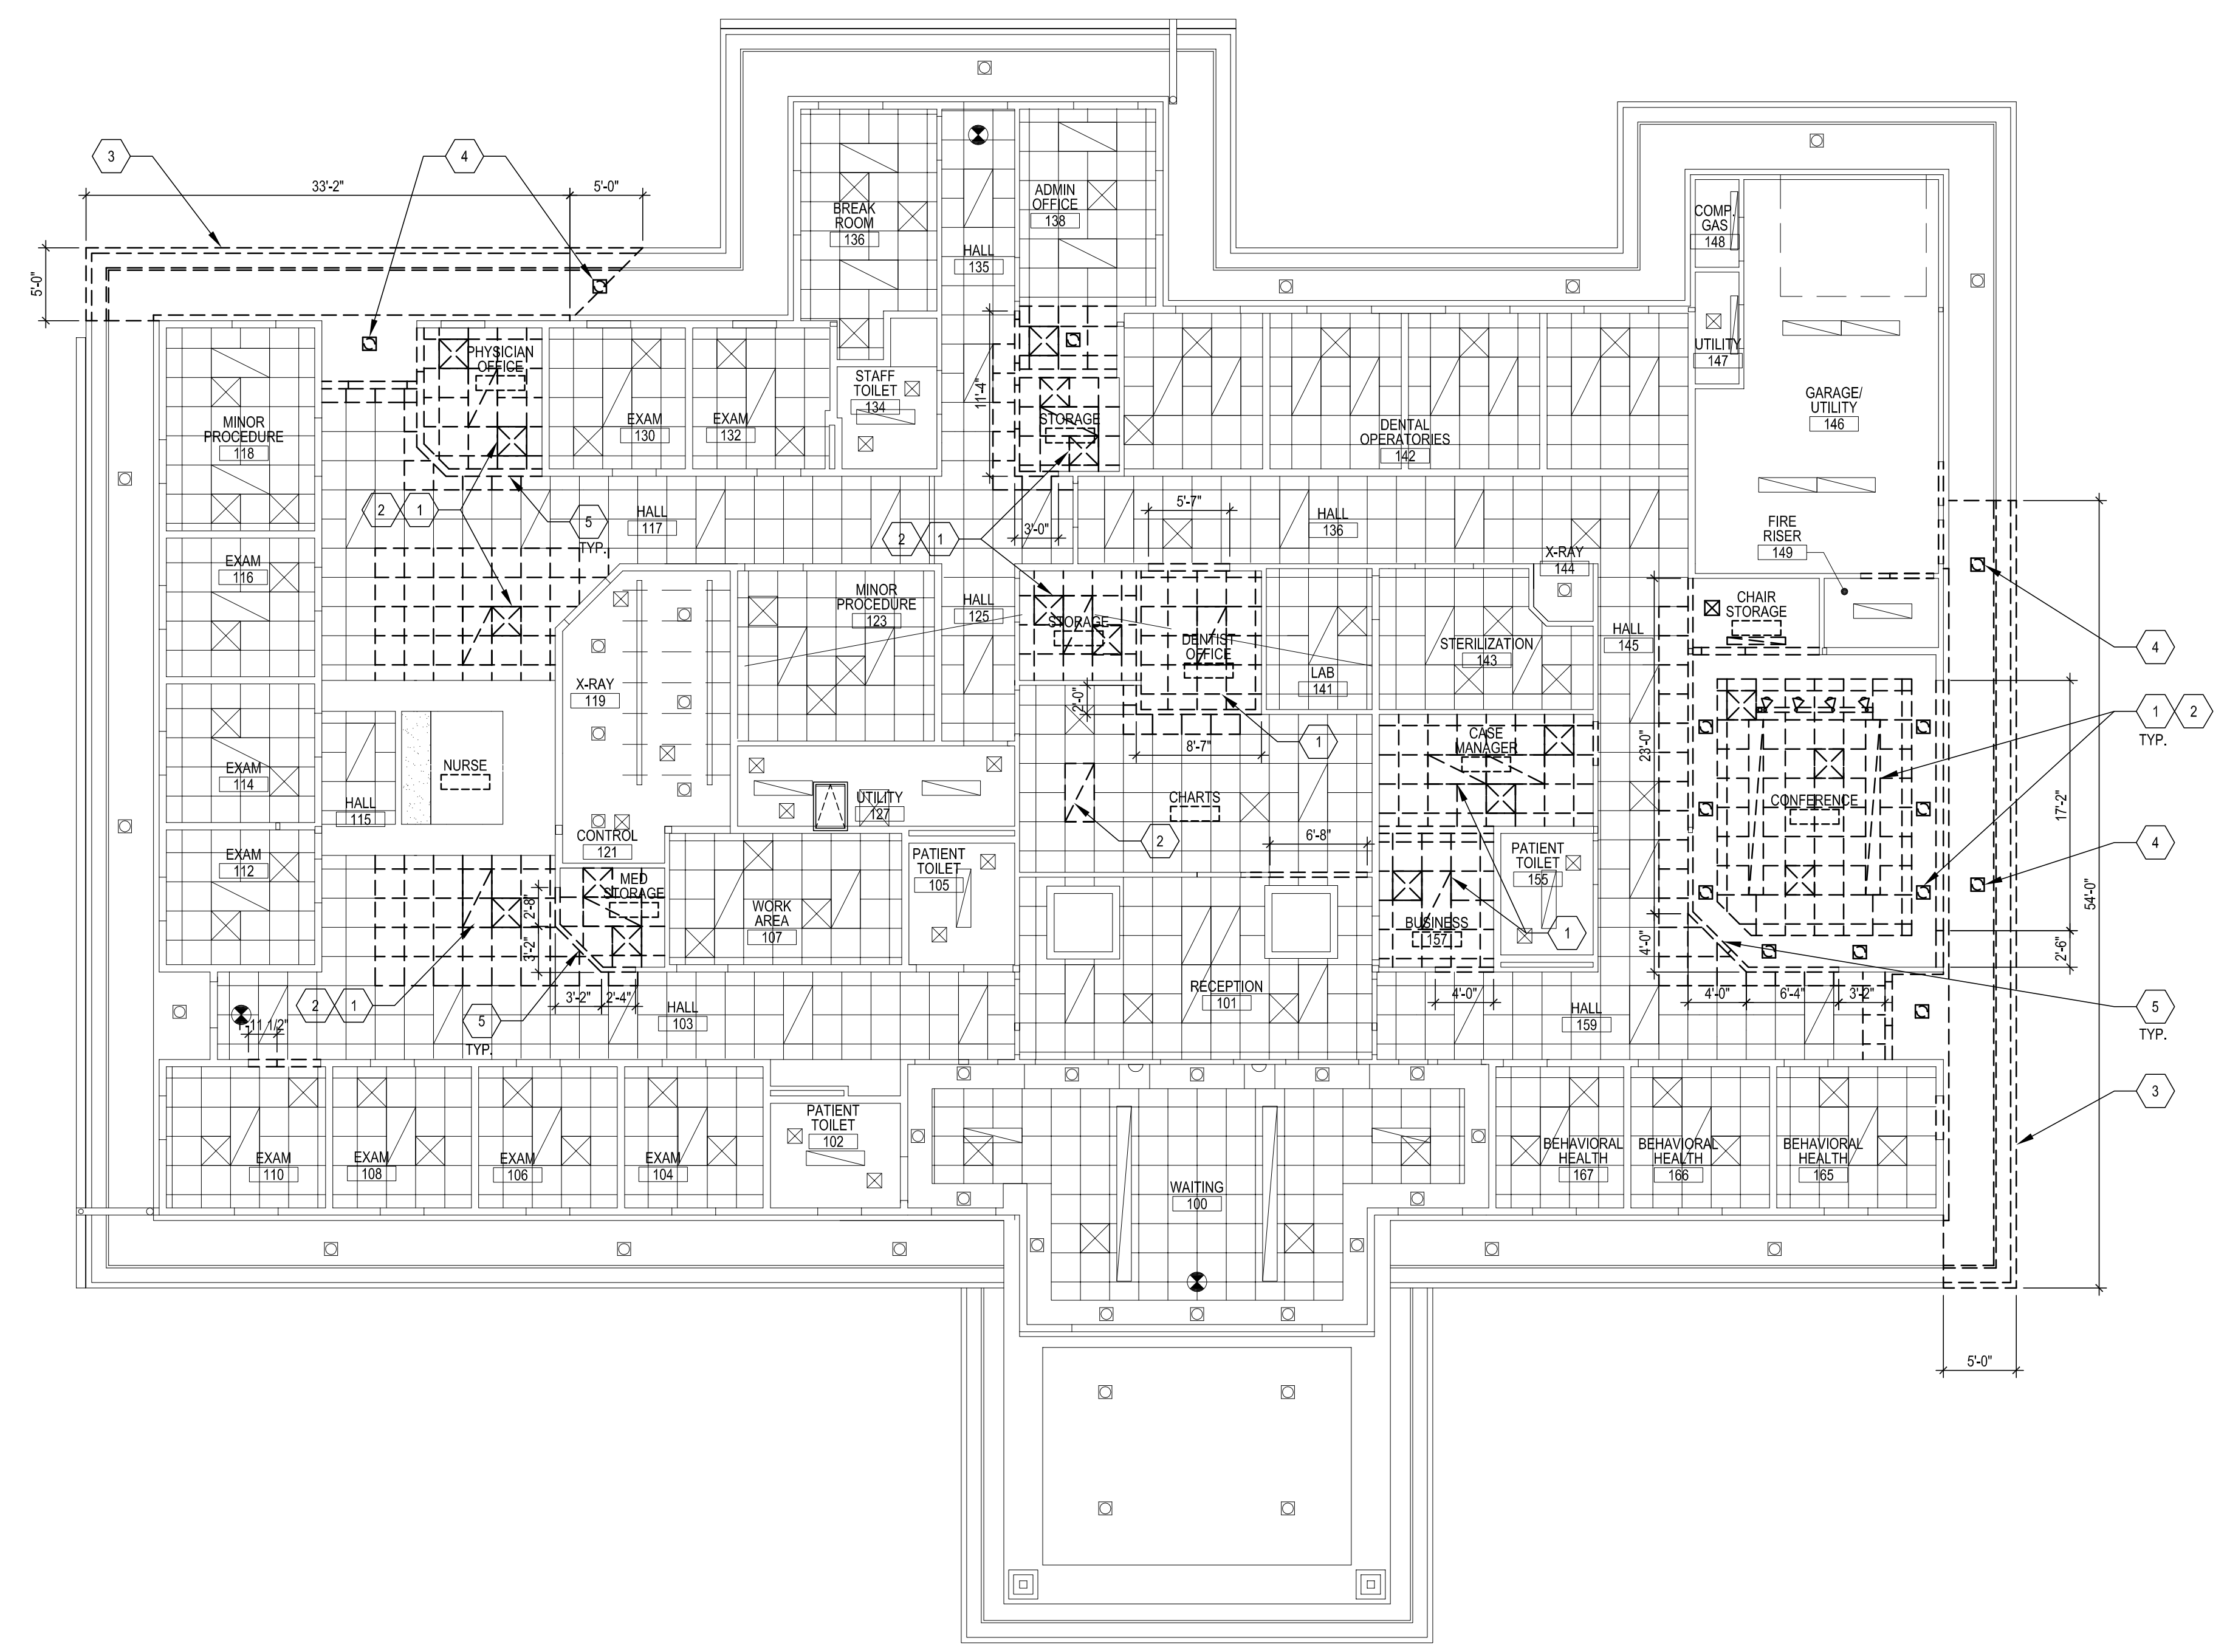 3
4
33'-2"
5'-0"
5'-0"
BREAK
ROOM
136
HALL
135
ADMIN
OFFICE
138
COMP.
GAS
148
UTILITY
147
GARAGE/
UTILITY
146
PHYSICIAN
OFFICE
MINOR
PROCEDURE
118
EXAM
130
EXAM
132
STAFF
TOILET
134
11'-4"
STORAGE
DENTAL
OPERATORIES
142
2
1
5
TYP.
HALL
117
2
1
3'-0"
5'-7"
HALL
136
X-RAY
144
FIRE
RISER
149
EXAM
116
MINOR
PROCEDURE
123
HALL
125
STORAGE
DENTIST
OFFICE
LAB
141
STERILIZATION
143
HALL
145
CHAIR
STORAGE
4
X-RAY
119
2'-0"
8'-7"
1
CASE
MANAGER
23'-0"
1
2
TYP.
EXAM
114
NURSE
HALL
115
UTILITY
127
CHARTS
CONFERENCE
17'-2"
CONTROL
121
2
6'-8"
4
EXAM
112
MED
STORAGE
2'-8"
3'-2"
PATIENT
TOILET
105
PATIENT
TOILET
155
54'-0"
WORK
AREA
107
BUSINESS
157
1
4'-0"
2'-6"
RECEPTION
101
2
1
3'-2"
2'-4"
4'-0"
4'-0"
6'-4"
3'-2"
5
TYP.
HALL
103
HALL
159
5
TYP.
1'-11 1/2"
3
PATIENT
TOILET
102
EXAM
110
EXAM
108
EXAM
106
EXAM
104
WAITING
100
BEHAVIORAL
HEALTH
167
BEHAVIORAL
HEALTH
166
BEHAVIORAL
HEALTH
165
5'-0"